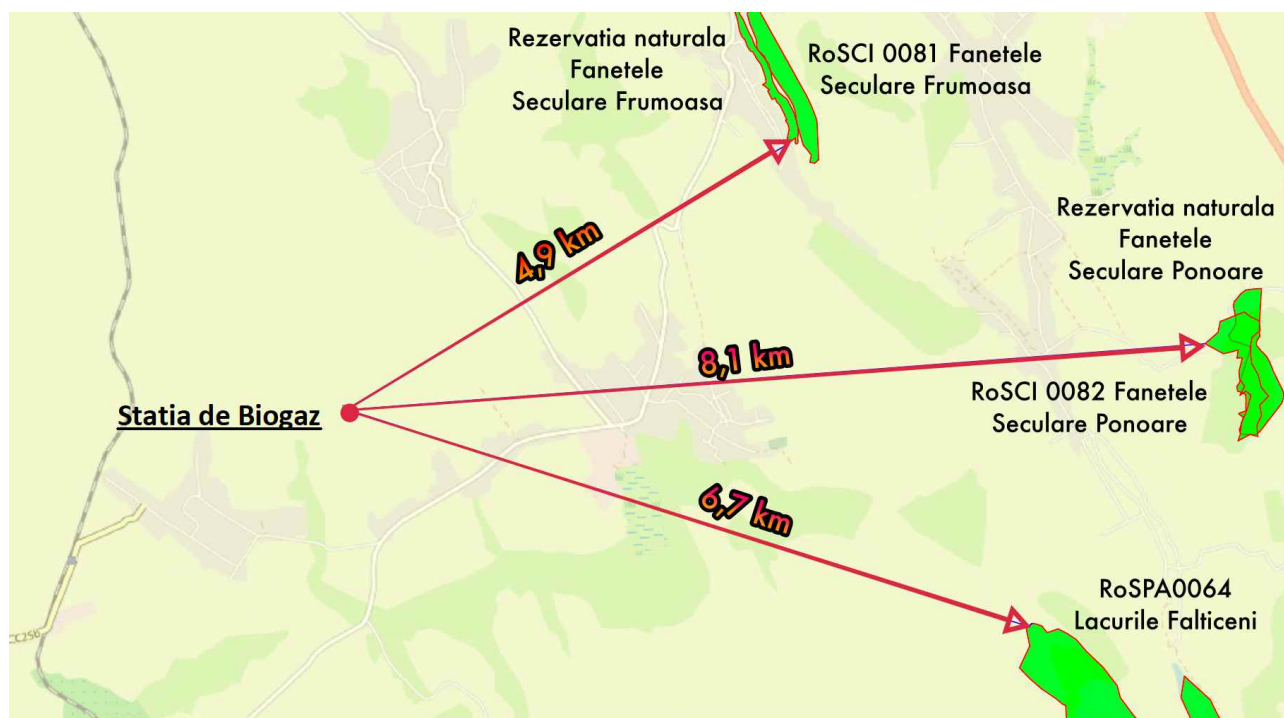 Rezervatia naturala
Fanetele
Seculare Frumoasa
RoSCI 0081 Fanetele
Seculare Frumoasa
4,9 km
Rezervatia naturala
Fanetele
Seculare Ponoare
8,1 km
RoSCI 0082 Fanetele
Seculare Ponoare
Statia de Biogaz
6,7 km
RoSPA0064
Lacurile Falticeni